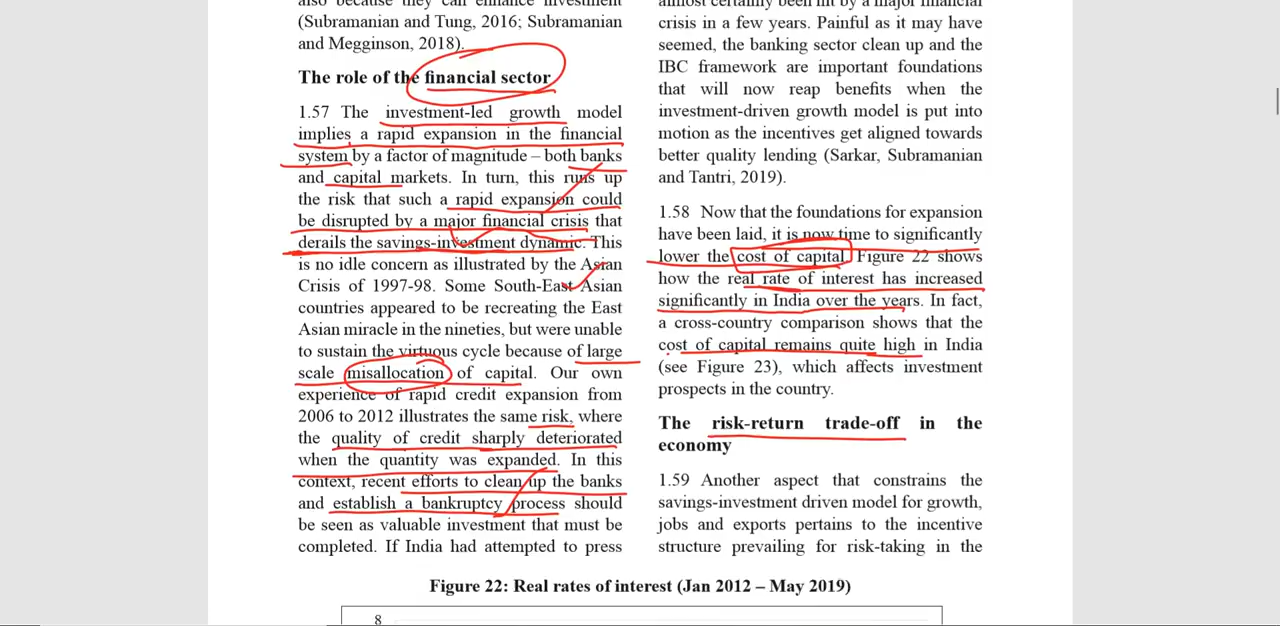 also because they can enhance investment
(Subramanian and Tung, 2016; Subramanian
and Megginson, 2018).
The role of the financial sector
1.57 The investment-led growth model
implies a rapid expansion in the financial
system by a factor of magnitude – both banks
and capital markets. In turn, this runs up
the risk that such a rapid expansion could
be disrupted by a major financial crisis that
derails the savings-investment dynamic. This
is no idle concern as illustrated by the Asian
Crisis of 1997-98. Some South-East Asian
countries appeared to be recreating the East
Asian miracle in the nineties, but were unable
to sustain the virtuous cycle because of large
scale misallocation of capital. Our own
experience of rapid credit expansion from
2006 to 2012 illustrates the same risk, where
the quality of credit sharply deteriorated
when the quantity was expanded. In this
context, recent efforts to clean up the banks
and establish a bankruptcy process should
be seen as valuable investment that must be
completed. If India had attempted to press
almost certainly been hit by a major financial
crisis in a few years. Painful as it may have
seemed, the banking sector clean up and the
IBC framework are important foundations
that will now reap benefits when the
investment-driven growth model is put into
motion as the incentives get aligned towards
better quality lending (Sarkar, Subramanian
and Tantri, 2019).
1.58 Now that the foundations for expansion
have been laid, it is now time to significantly
lower the cost of capital. Figure 22 shows
how the real rate of interest has increased
significantly in India over the years. In fact,
a cross-country comparison shows that the
cost of capital remains quite high in India
(see Figure 23), which affects investment
prospects in the country.
The risk-return trade-off in the
economy
1.59 Another aspect that constrains the
savings-investment driven model for growth,
jobs and exports pertains to the incentive
structure prevailing for risk-taking in the
Figure 22: Real rates of interest (Jan 2012 – May 2019)
8